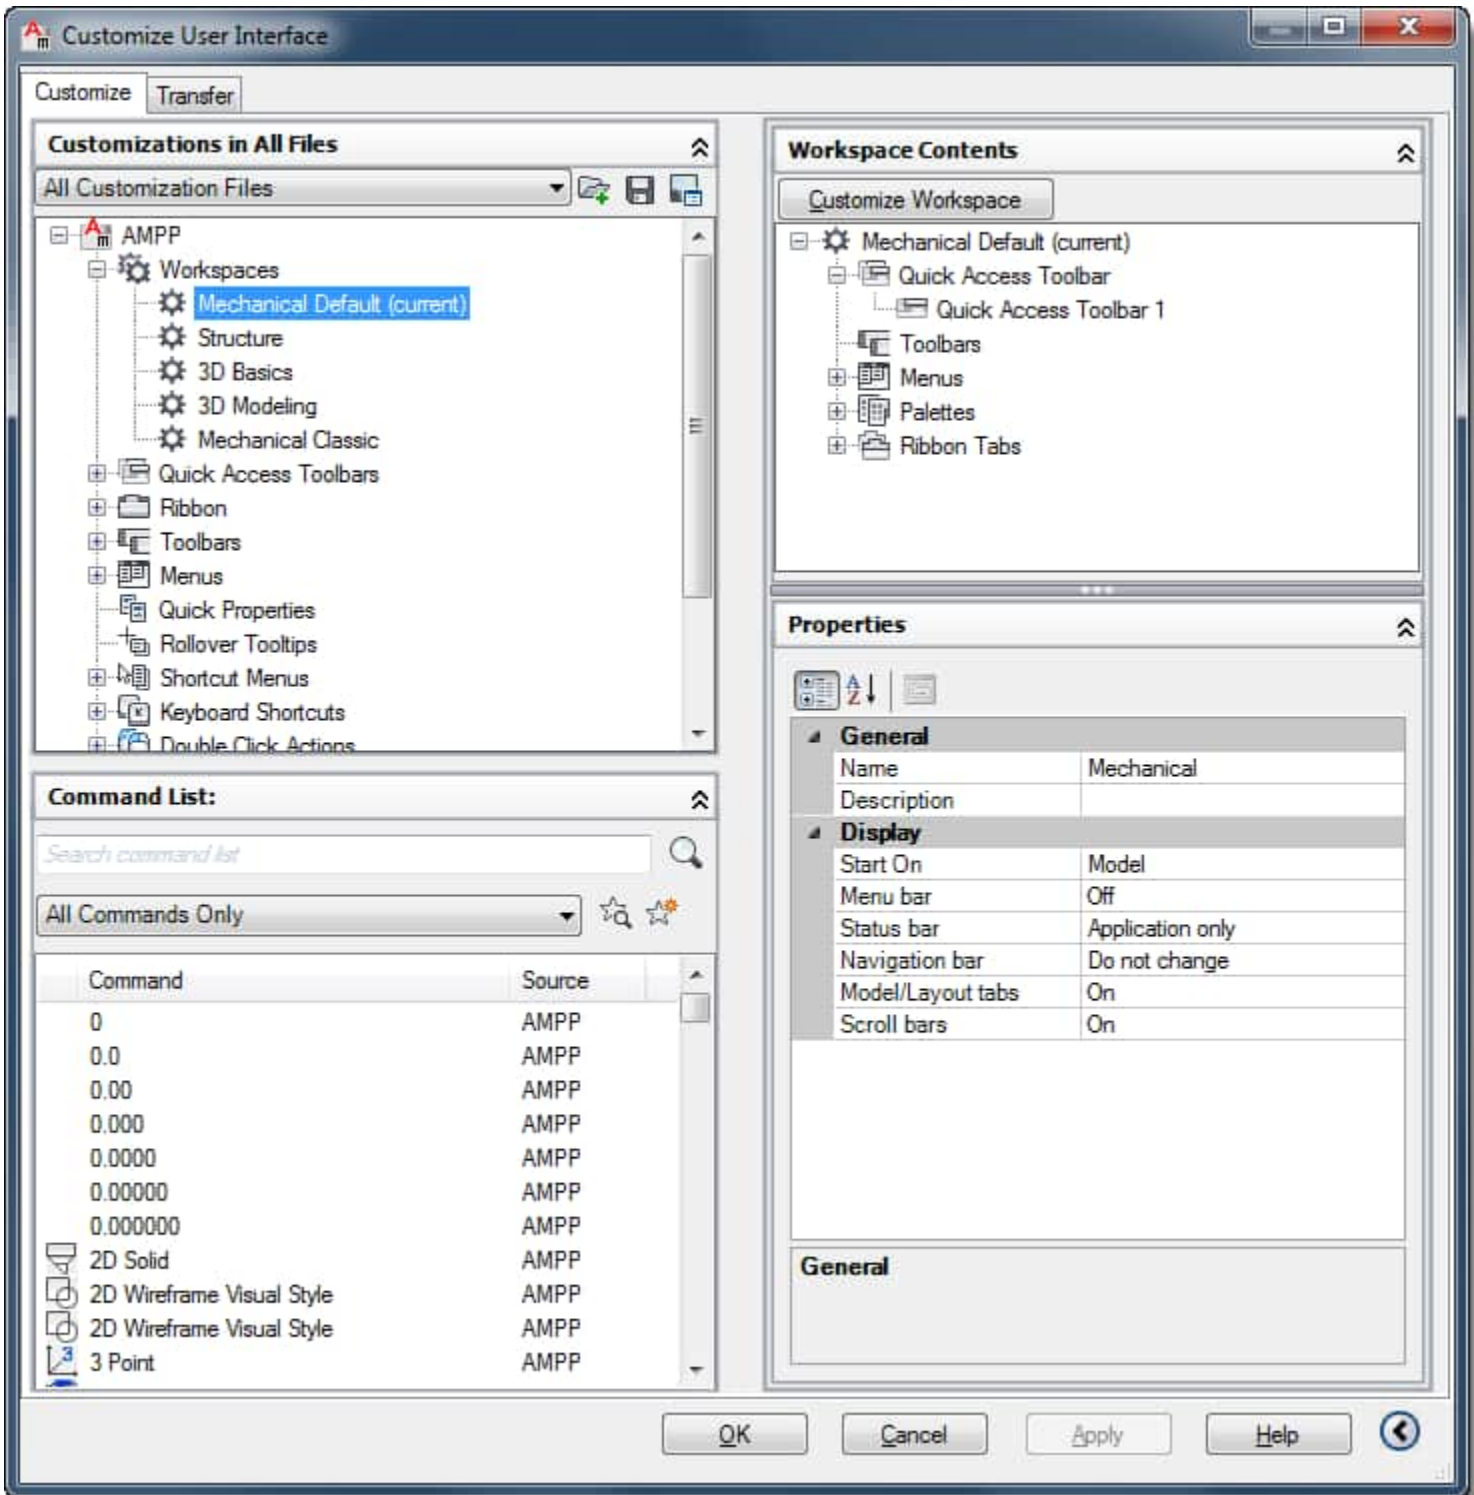 Customize User Interface
Customize Transfer
Customizations in All Files
All Customization Files
AMPP
Workspaces
Mechanical Default (current)
Structure
3D Basics
3D Modeling
Mechanical Classic
Quick Access Toolbars
Ribbon
Toolbars
Menus
Quick Properties
Rollover Tooltips
Shortcut Menus
Keyboard Shortcuts
Double Click Actions
Command List:
Search command list
All Commands Only
Command Source
0 AMPP
0.0 AMPP
0.00 AMPP
0.000 AMPP
0.0000 AMPP
0.00000 AMPP
0.000000 AMPP
2D Solid AMPP
2D Wireframe Visual Style AMPP
2D Wireframe Visual Style AMPP
3 Point AMPP
Workspace Contents
Customize Workspace
Mechanical Default (current)
Quick Access Toolbar
Quick Access Toolbar 1
Toolbars
Menus
Palettes
Ribbon Tabs
Properties
General
Name Mechanical
Description
Display
Start On Model
Menu bar Off
Status bar Application only
Navigation bar Do not change
Model/Layout tabs On
Scroll bars On
General
OK Cancel Apply Help